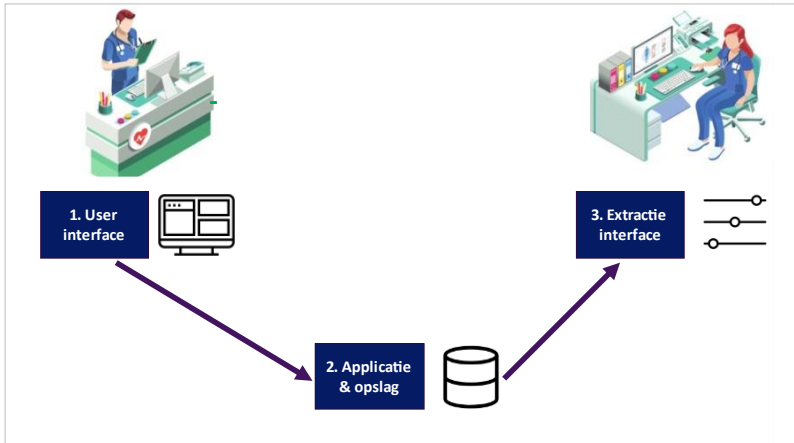 1. User
interface
3. Extractie
interface
2. Applicatie
& opslag